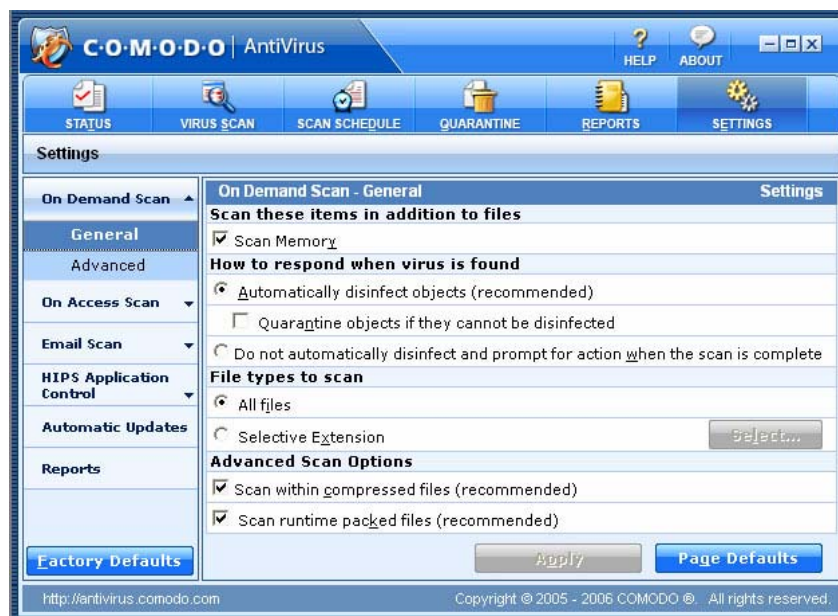 C·O·M·O·D·O | AntiVirus
HELP
ABOUT
STATUS
VIRUS SCAN
SCAN SCHEDULE
QUARANTINE
REPORTS
SETTINGS
Settings
On Demand Scan
General
Advanced
On Access Scan
Email Scan
HIPS Application
Control
Automatic Updates
Reports
Factory Defaults
On Demand Scan - General
Settings
Scan these items in addition to files
Scan Memory
How to respond when virus is found
Automatically disinfect objects (recommended)
Quarantine objects if they cannot be disinfected
Do not automatically disinfect and prompt for action when the scan is complete
File types to scan
All files
Selective Extension
Select...
Advanced Scan Options
Scan within compressed files (recommended)
Scan runtime packed files (recommended)
Apply
Page Defaults
http://antivirus.comodo.com
Copyright © 2005 - 2006 COMODO ®. All rights reserved.